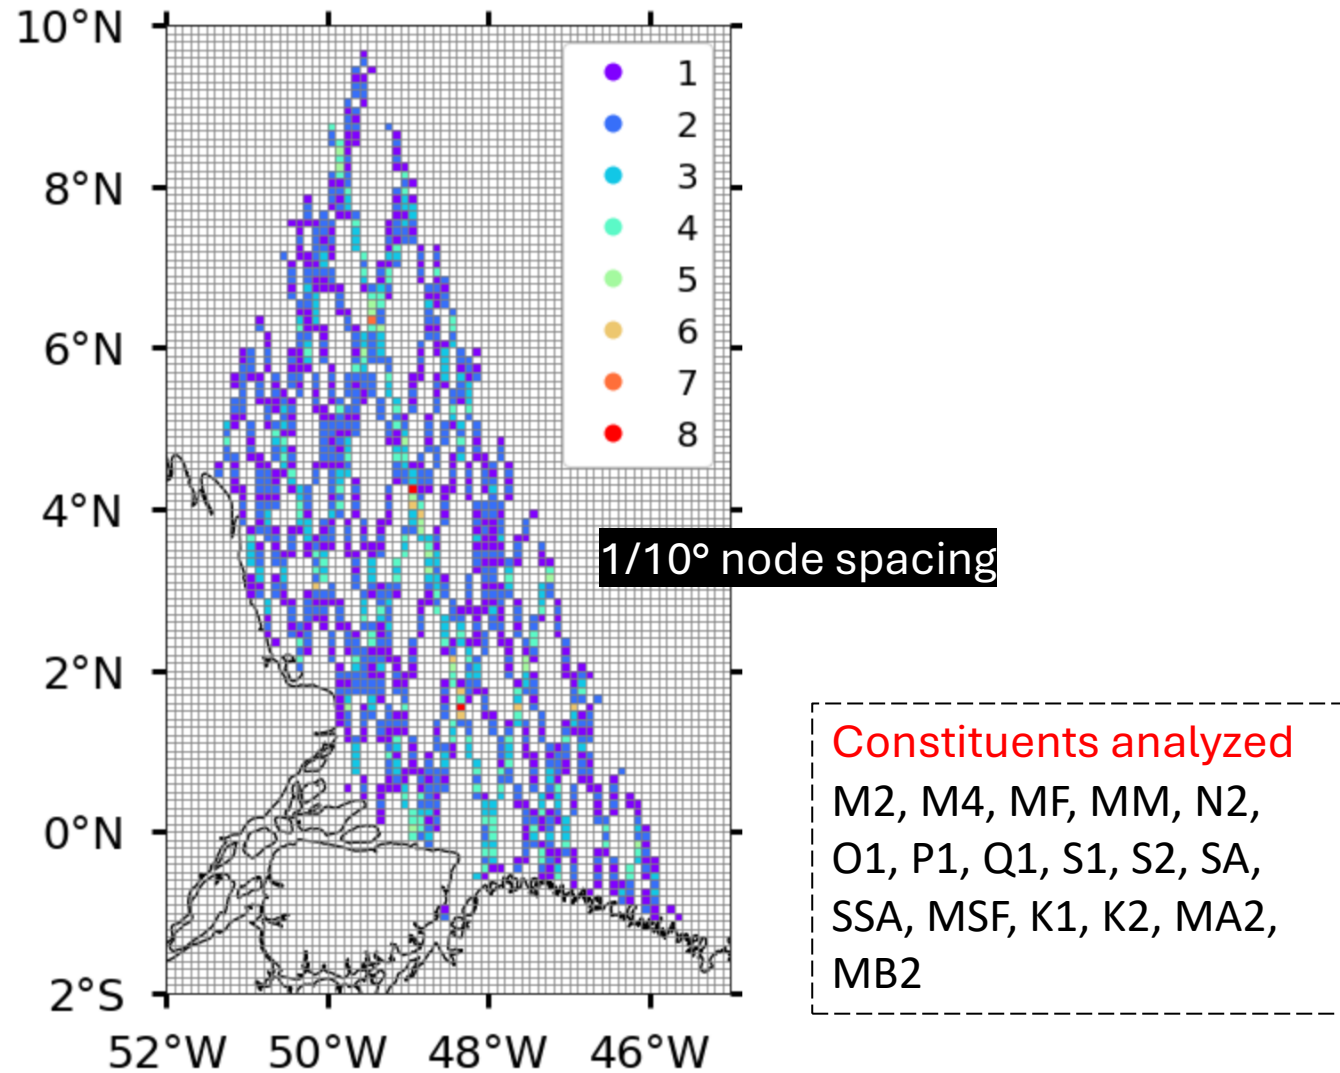 10°N
8°N
6°N
4°N
2°N
0°N
2°S
52°W 50°W 48°W 46°W
1
2
3
4
5
6
7
8
1/10° node spacing
Constituents analyzed
M2, M4, MF, MM, N2,
O1, P1, Q1, S1, S2, SA,
SSA, MSF, K1, K2, MA2,
MB2